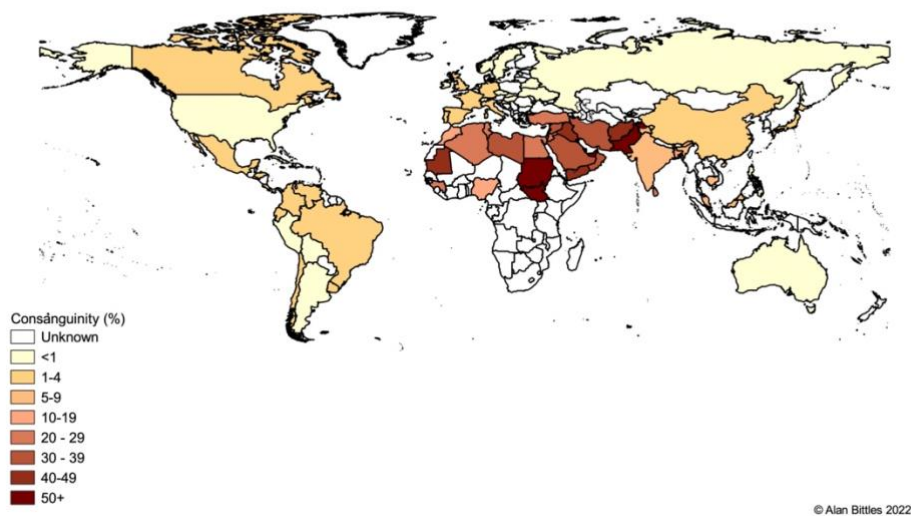 Consanguinity (%)
Unknown
<1
1-4
5-9
10-19
20 - 29
30 - 39
40-49
50+
© Alan Bittles 2022